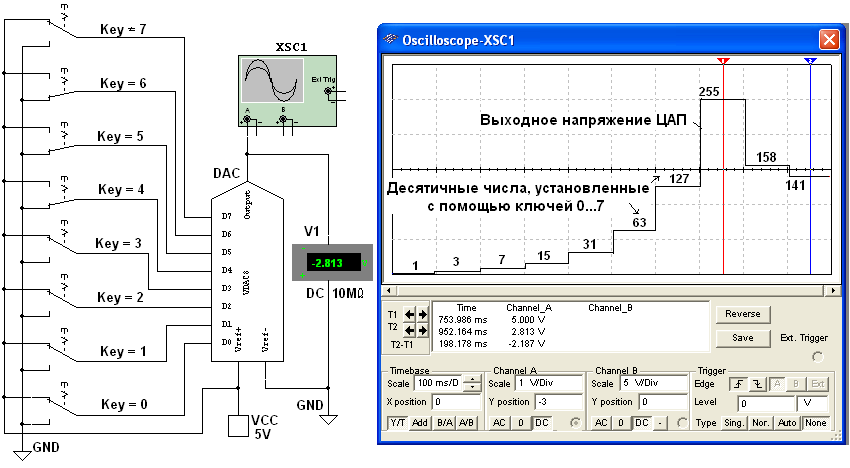 Key = 7
Key = 6
Key = 5
Key = 4
Key = 3
Key = 2
Key = 1
Key = 0
GND
XSC1
Ext Trig
A
B
DAC
Output
D7
D6
D5
D4
D3
D2
D1
D0
VDAC8
Vref+
Vref-
V1
-2.813
DC 10MΩ
GND
VCC
5V
Oscilloscope-XSC1
1
2
255
Выходное напряжение ЦАП
158
127
141
Десятичные числа, установленные
с помощью ключей 0...7
63
31
15
7
3
1
Time Channel_A Channel_B
T1 753.986 ms 5.000 V
T2 952.164 ms 2.813 V
T2-T1 198.178 ms -2.187 V
Reverse
Save
Ext. Trigger
Timebase
Scale 100 ms/D
X position 0
Y/T Add B/A A/B
Channel A
Scale 1 V/Div
Y position -3
AC 0 DC
Channel B
Scale 5 V/Div
Y position 0
AC 0 DC -
Trigger
Edge A B Ext
Level 0 V
Type Sing. Nor. Auto None